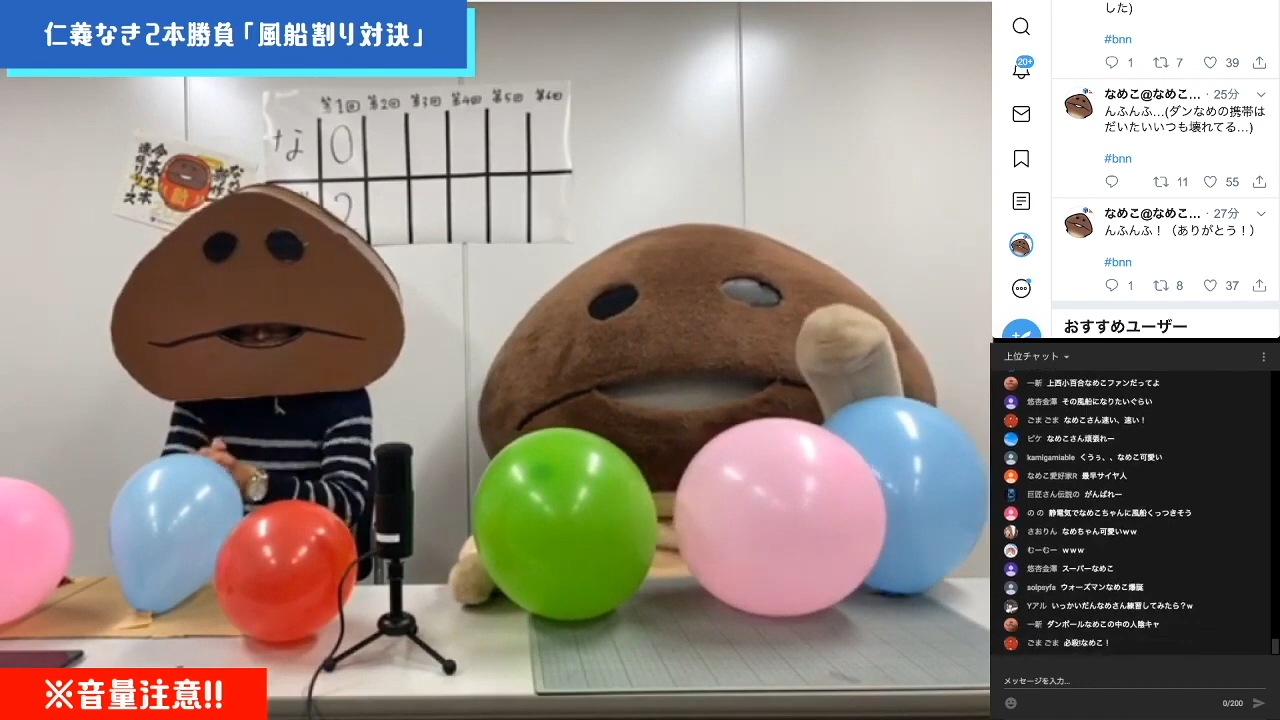 仁義なき2本勝負「風船割り対決」
第1回 第2回 第3回 第4回 第5回 第6回
な 0
2
※音量注意!!
した)
#bnn
1 7 39
なめこ@なめこ… · 25分
んふんふ…(ダンなめの携帯は
だいたいいつも壊れてる…)
#bnn
11 55
なめこ@なめこ… · 27分
んふんふ！（ありがとう！）
#bnn
1 8 37
20+
おすすめユーザー
上位チャット
一新 上西小百合なめこファンだってよ
悠杏金澤 その風船になりたいぐらい
ごま ごま なめこさん速い、速い！
ピケ なめこさん頑張れー
kamigamiable くうぅ、、なめこ可愛い
なめこ愛好家R 最早サイヤ人
巨匠さん伝説の がんばれー
の の 静電気でなめこちゃんに風船くっつきそう
さおりん なめちゃん可愛いｗｗ
むーむー ｗｗｗ
悠杏金澤 スーパーなめこ
solpsyfa ウォーズマンなめこ爆誕
Yアル いっかいだんなめさん練習してみたら？w
一新 ダンボールなめこの中の人陰キャ
ごま ごま 必殺!なめこ！
メッセージを入力...
0/200